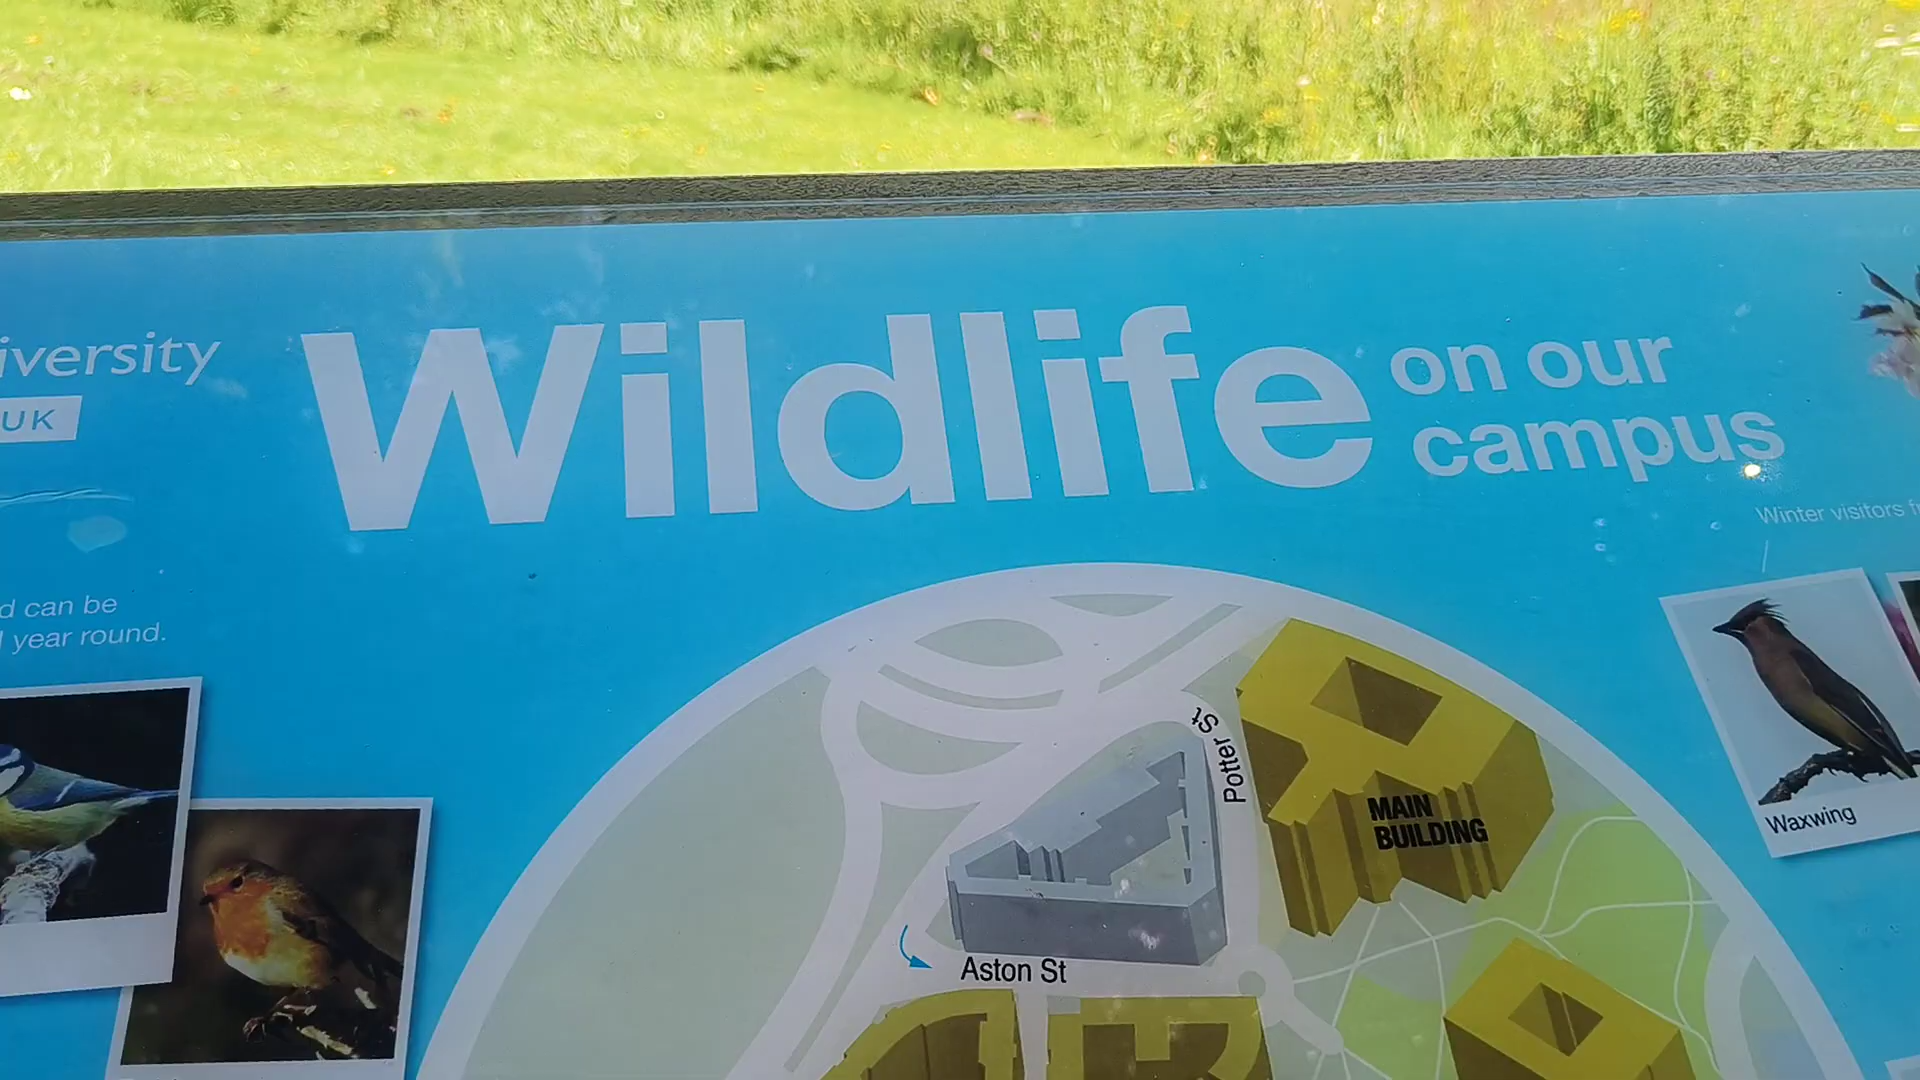 iversity
UK
Wildlife
on our
campus
Winter visitors
d can be
year round.
Waxwing
Potter St
MAIN
BUILDING
Aston St